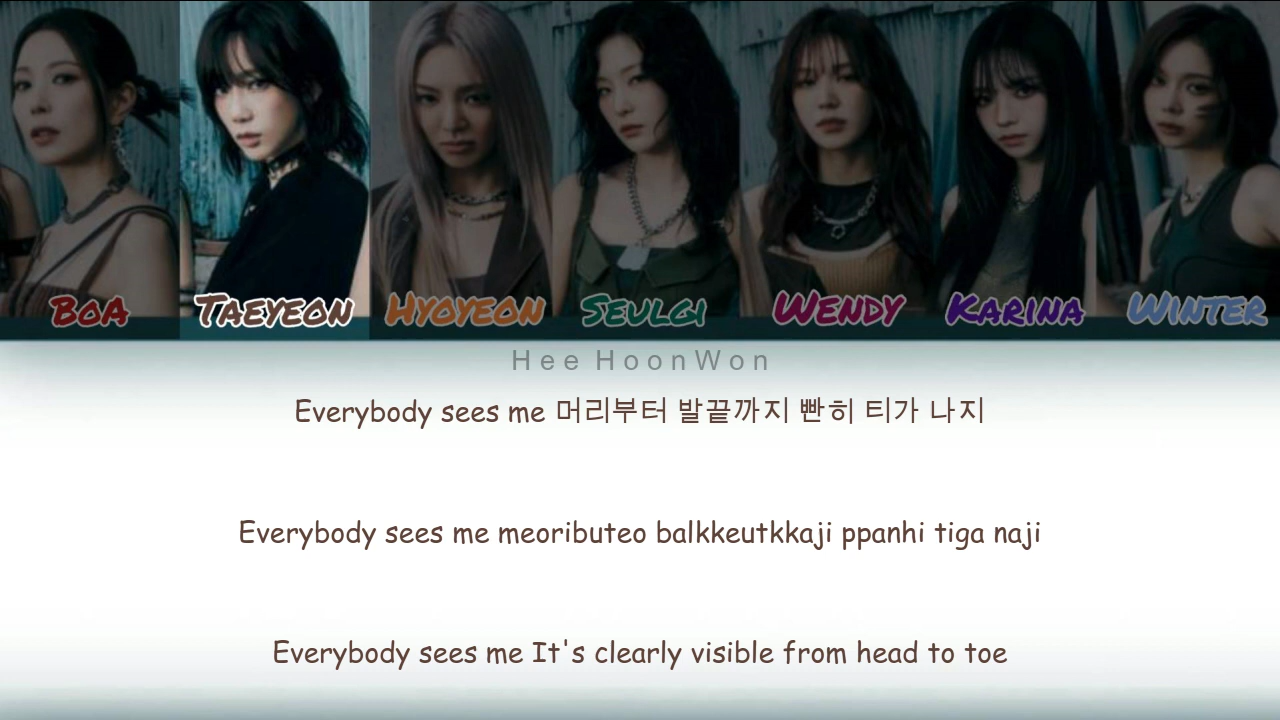 BoA Taeyeon Hyoyeon Seulgi Wendy Karina Winter
Hee HoonWon
Everybody sees me 머리부터 발끝까지 빤히 티가 나지
Everybody sees me meoributeo balkkeutkkaji ppanhi tiga naji
Everybody sees me It's clearly visible from head to toe